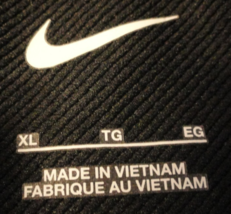 XL TG EG
MADE IN VIETNAM
FABRIQUE AU VIETNAM